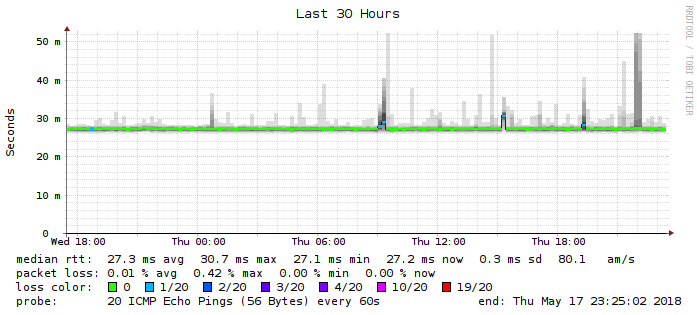 Last 30 Hours
RRDTOOL / TOBI OETIKER
Seconds
50 m
40 m
30 m
20 m
10 m
0
Wed 18:00 Thu 00:00 Thu 06:00 Thu 12:00 Thu 18:00
median rtt: 27.3 ms avg 30.7 ms max 27.1 ms min 27.2 ms now 0.3 ms sd 80.1 am/s
packet loss: 0.01 % avg 0.42 % max 0.00 % min 0.00 % now
loss color: 0 1/20 2/20 3/20 4/20 10/20 19/20
probe: 20 ICMP Echo Pings (56 Bytes) every 60s end: Thu May 17 23:25:02 2018